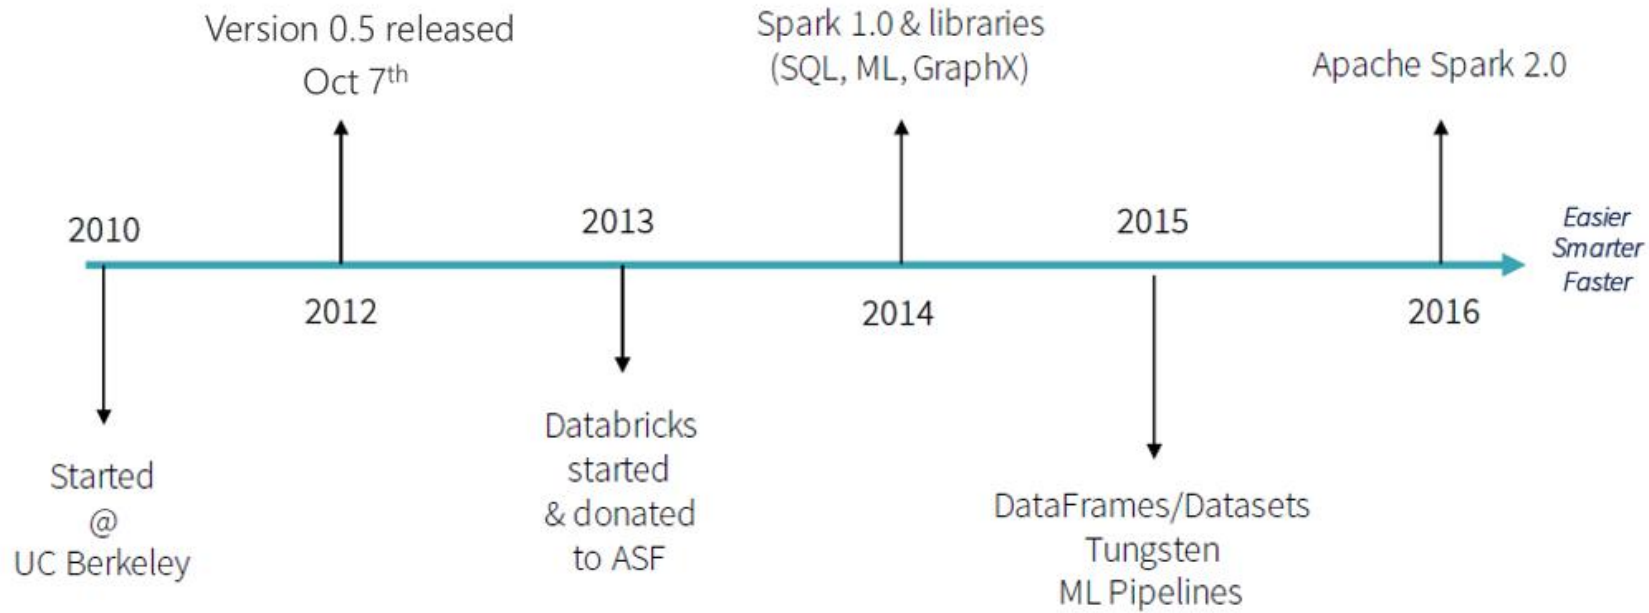 Version 0.5 released
Oct 7th
Spark 1.0 & libraries
(SQL, ML, GraphX)
Apache Spark 2.0
2010
2013
2015
Easier
Smarter
Faster
2012
2014
2016
Started
@
UC Berkeley
Databricks
started
& donated
to ASF
DataFrames/Datasets
Tungsten
ML Pipelines